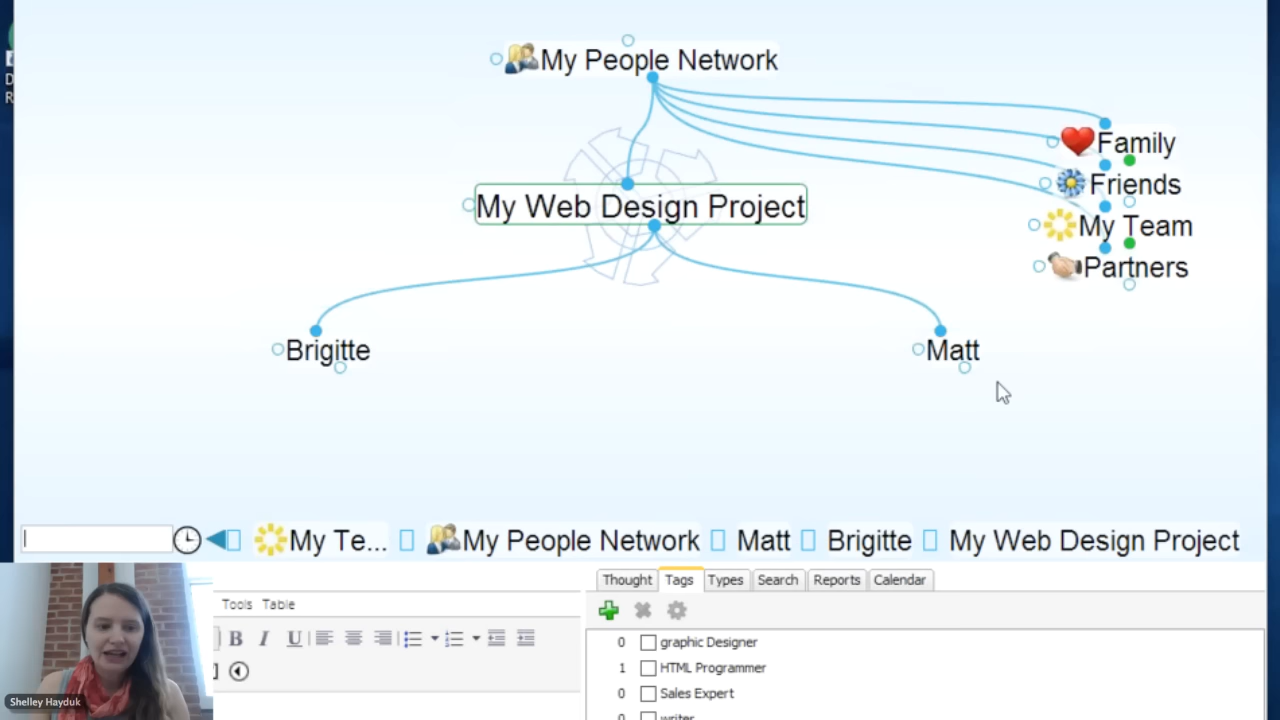 My People Network
Family
Friends
My Web Design Project
My Team
Partners
Brigitte
Matt
My Te...
My People Network
Matt
Brigitte
My Web Design Project
Thought
Tags
Types
Search
Reports
Calendar
Tools
Table
B
I
U
0 graphic Designer
1 HTML Programmer
0 Sales Expert
Shelley Hayduk